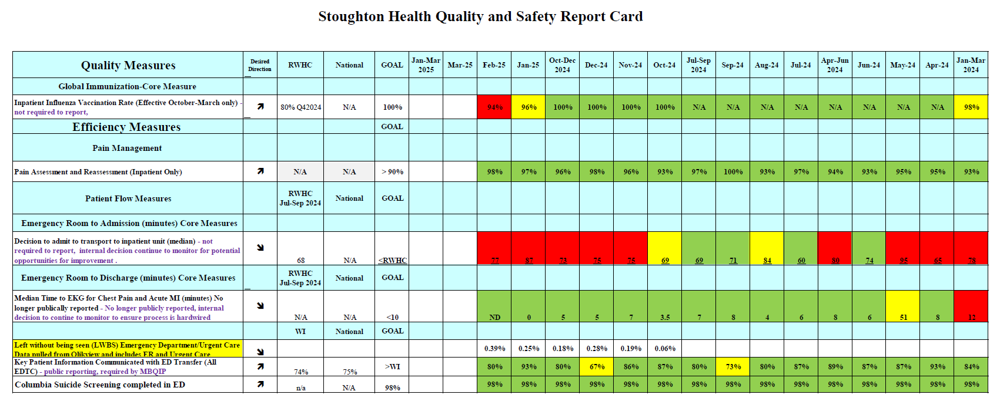 Stoughton Health Quality and Safety Report Card
Quality Measures Desired Direction RWHC National GOAL Jan-Mar 2025 Mar-25 Feb-25 Jan-25 Oct-Dec 2024 Dec-24 Nov-24 Oct-24 Jul-Sep 2024 Sep-24 Aug-24 Jul-24 Apr-Jun 2024 Jun-24 May-24 Apr-24 Jan-Mar 2024
Global Immunization-Core Measure
Inpatient Influenza Vaccination Rate (Effective October-March only) -
not required to report,
80% Q42024 N/A 100% 94% 96% 100% 100% 100% 100% N/A N/A N/A N/A N/A N/A N/A N/A 98%
Efficiency Measures GOAL
Pain Management
Pain Assessment and Reassessment (Inpatient Only) N/A N/A > 90% 98% 97% 96% 98% 96% 93% 97% 100% 93% 97% 94% 93% 95% 95% 93%
Patient Flow Measures RWHC Jul-Sep 2024 National GOAL
Emergency Room to Admission (minutes) Core Measures
Decision to admit to transport to inpatient unit (median) - not
required to report, internal decision continue to monitor for potential
opportunities for improvement .
68 N/A <RWHC 77 87 73 75 75 69 69 71 84 60 80 74 95 65 78
Emergency Room to Discharge (minutes) Core Measures RWHC Jul-Sep 2024 National GOAL
Median Time to EKG for Chest Pain and Acute MI (minutes) No
longer publically reported - No longer publicly reported, internal
decision to contine to monitor to ensure process is hardwired
N/A N/A <10 ND 0 5 5 7 3.5 7 8 4 6 8 6 51 8 12
WI National GOAL
Left without being seen (LWBS) Emergency Department/Urgent Care
Data pulled from Qlikview and includes ER and Urgent Care
0.39% 0.25% 0.18% 0.28% 0.19% 0.06%
Key Patient Information Communicated with ED Transfer (All
EDTC) - public reporting, required by MBQIP
74% 75% >WI 80% 93% 80% 67% 86% 87% 80% 73% 80% 87% 89% 87% 87% 93% 84%
Columbia Suicide Screening completed in ED n/a N/A 98% 98% 98% 98% 98% 98% 98% 98% 98% 98% 98% 98% 98% 98% 98% 98%